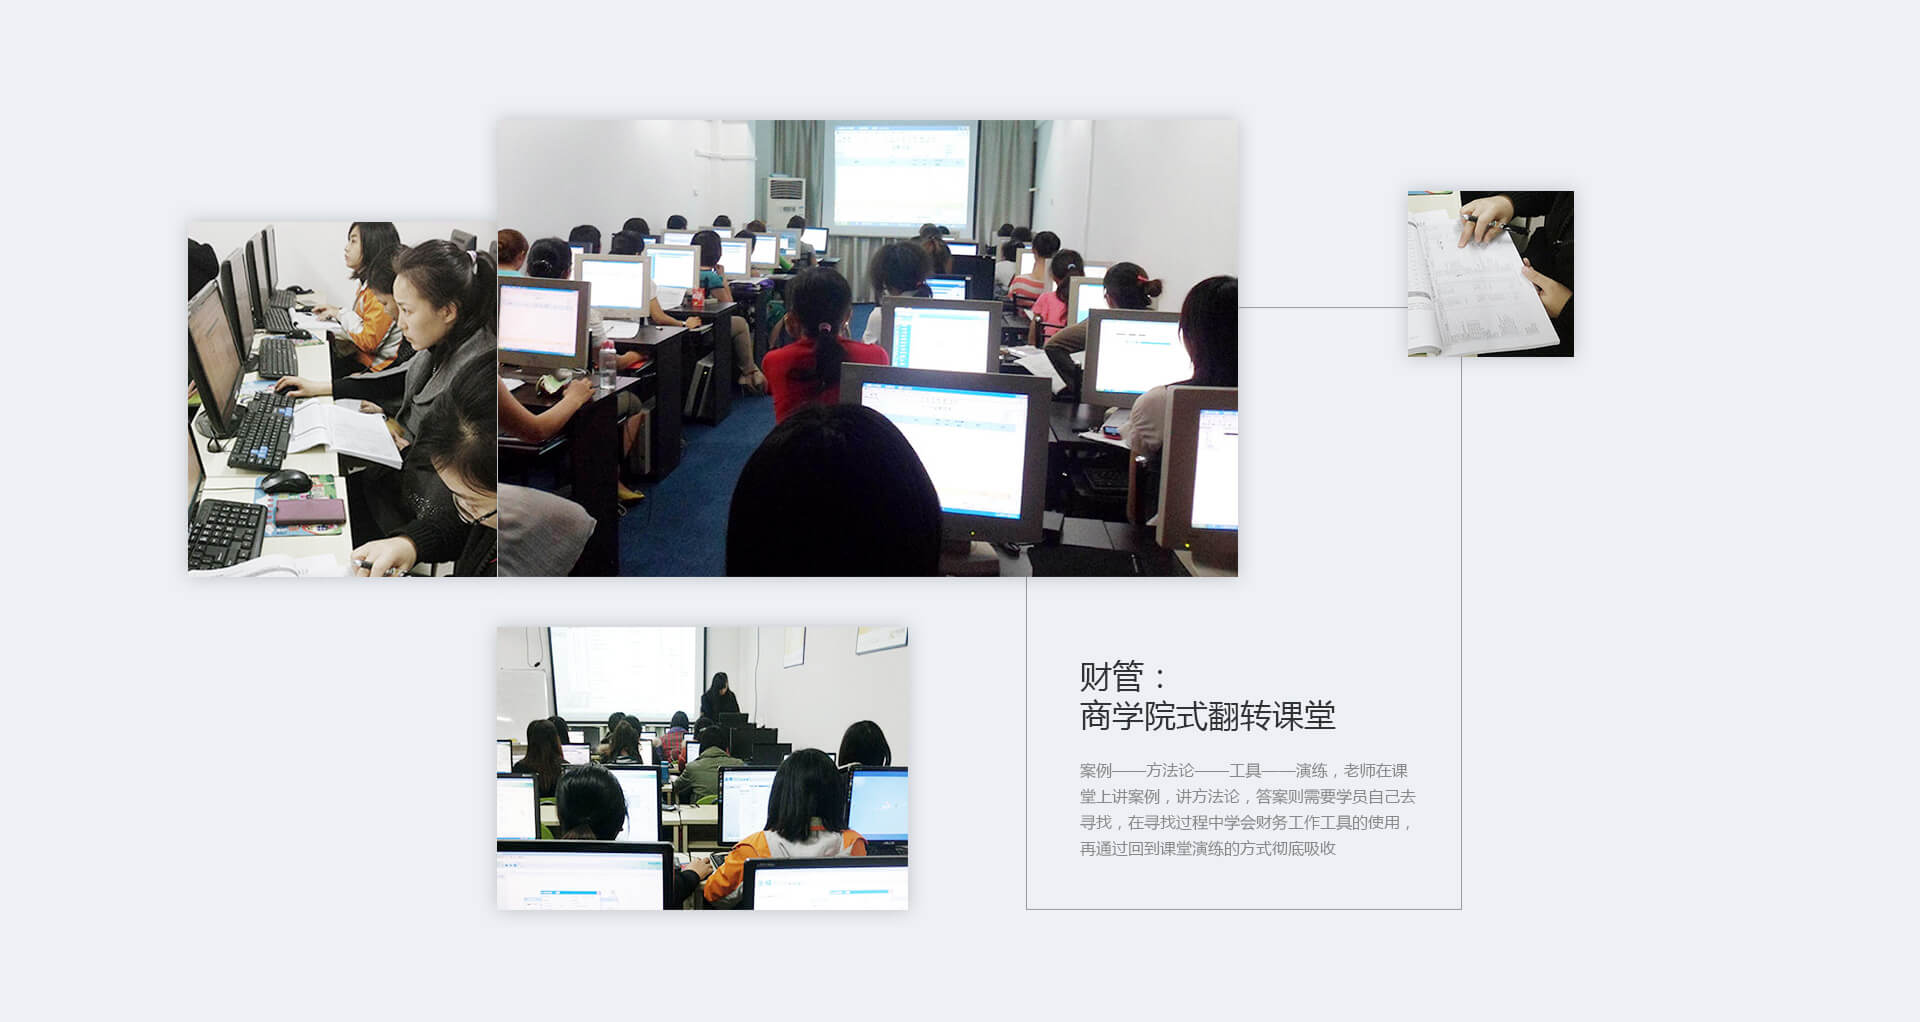 财管：
商学院式翻转课堂
案例——方法论——工具——演练，老师在课
堂上讲案例，讲方法论，答案则需要学员自己去
寻找，在寻找过程中学会财务工作工具的使用，
再通过回到课堂演练的方式彻底吸收